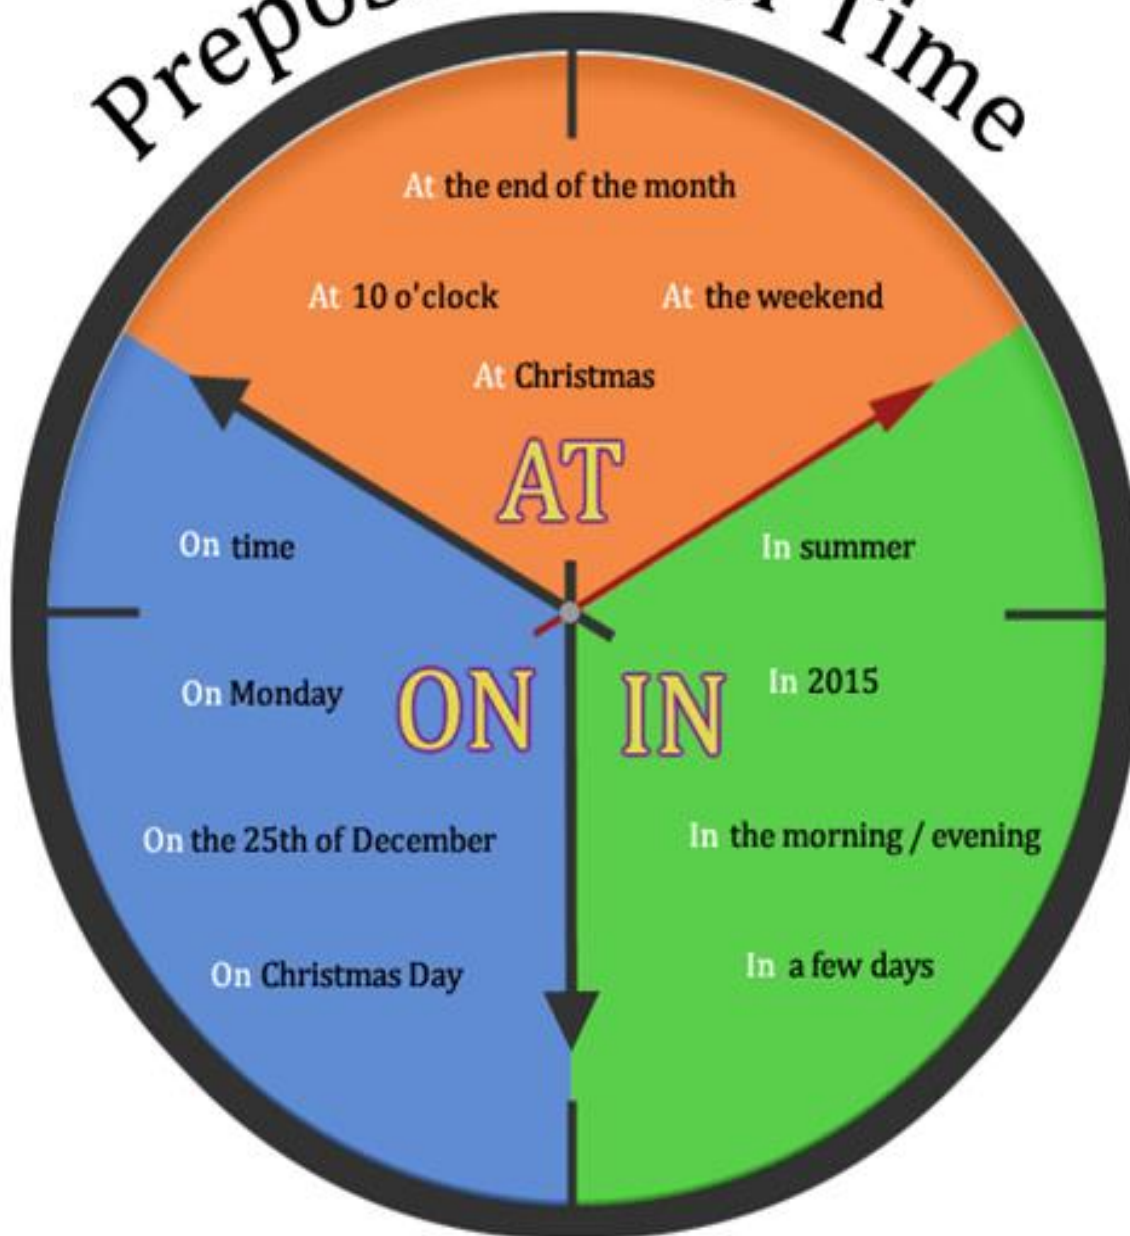 Time
At the end of the month
At 10 o'clock
At the weekend
At Christmas
AT
On time
On Monday
ON
On the 25th of December
On Christmas Day
In summer
In 2015
IN
In the morning / evening
In a few days